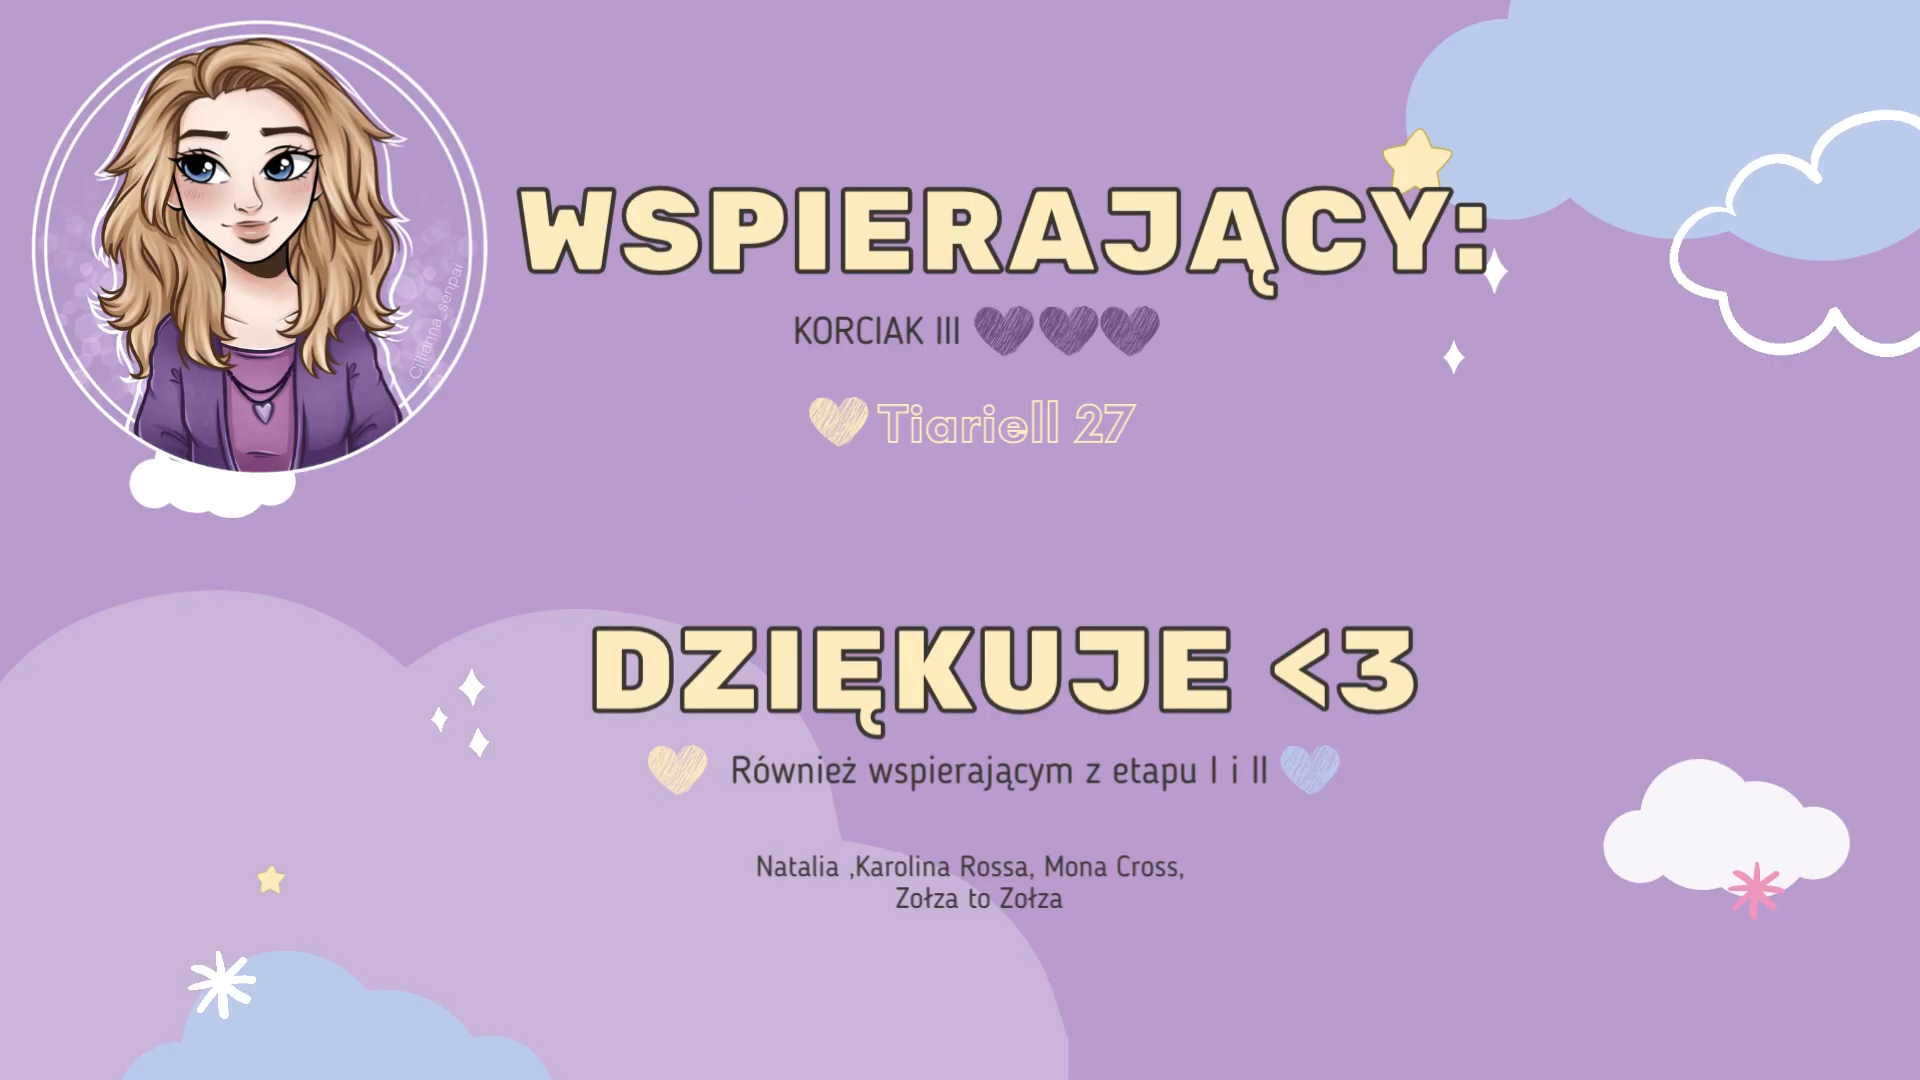 WSPIERAJĄCY:
KORCIAK III
Tiariell 27
Cillianna_senpai
DZIĘKUJE <3
Również wspierającym z etapu I i II
Natalia ,Karolina Rossa, Mona Cross,
Zołza to Zołza